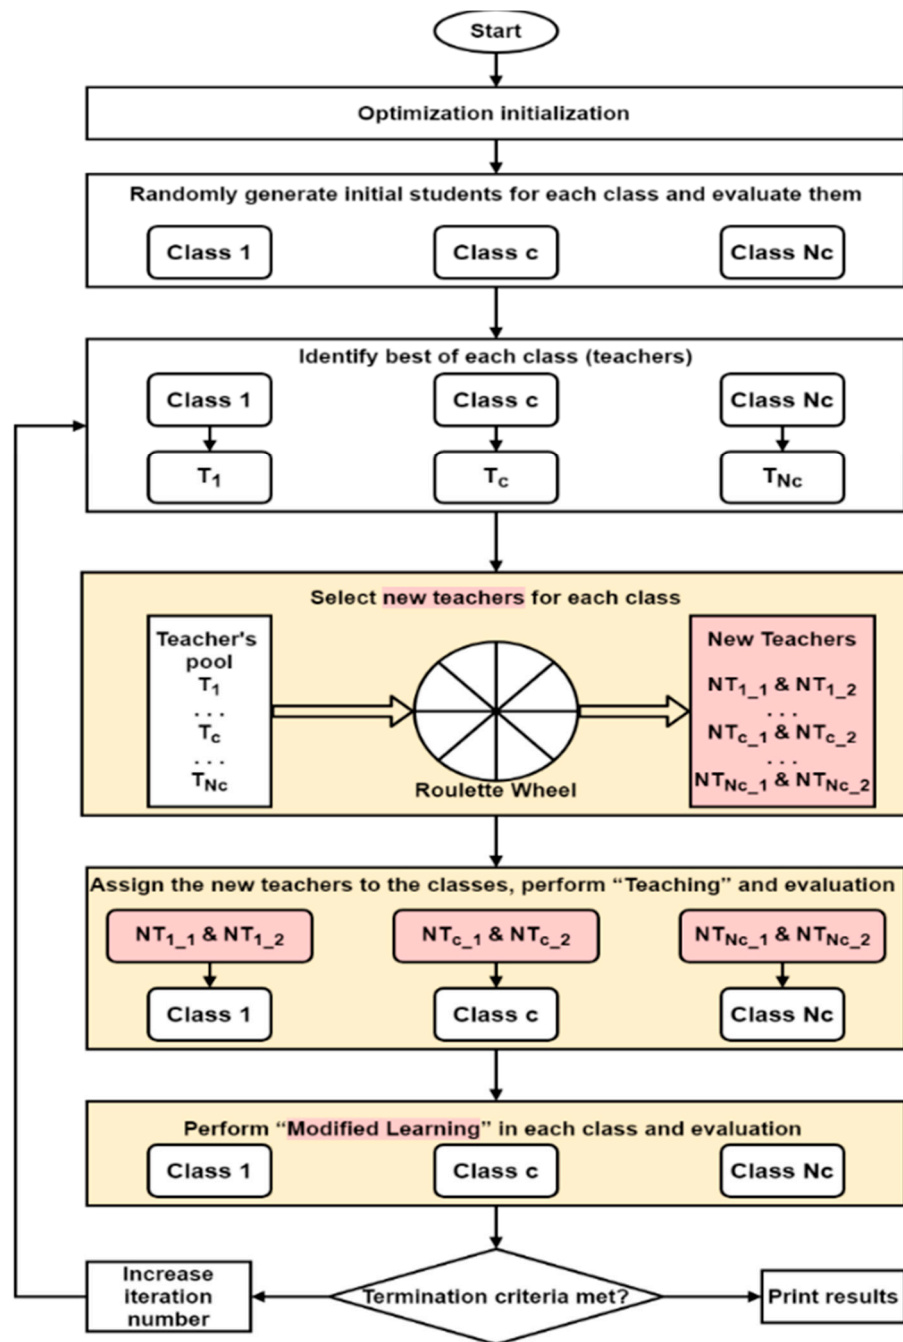 Start
Optimization initialization
Randomly generate initial students for each class and evaluate them
Class 1
Class c
Class Nc
Identify best of each class (teachers)
Class 1
Class c
Class Nc
T1
Tc
TNc
Select new teachers for each class
Teacher's
pool
T1
. . .
Tc
. . .
TNc
Roulette Wheel
New Teachers
NT1_1 & NT1_2
. . .
NTc_1 & NTc_2
. . .
NTNc_1 & NTNc_2
Assign the new teachers to the classes, perform “Teaching” and evaluation
NT1_1 & NT1_2
NTc_1 & NTc_2
NTNc_1 & NTNc_2
Class 1
Class c
Class Nc
Perform “Modified Learning” in each class and evaluation
Class 1
Class c
Class Nc
Increase
iteration
number
Termination criteria met?
Print results